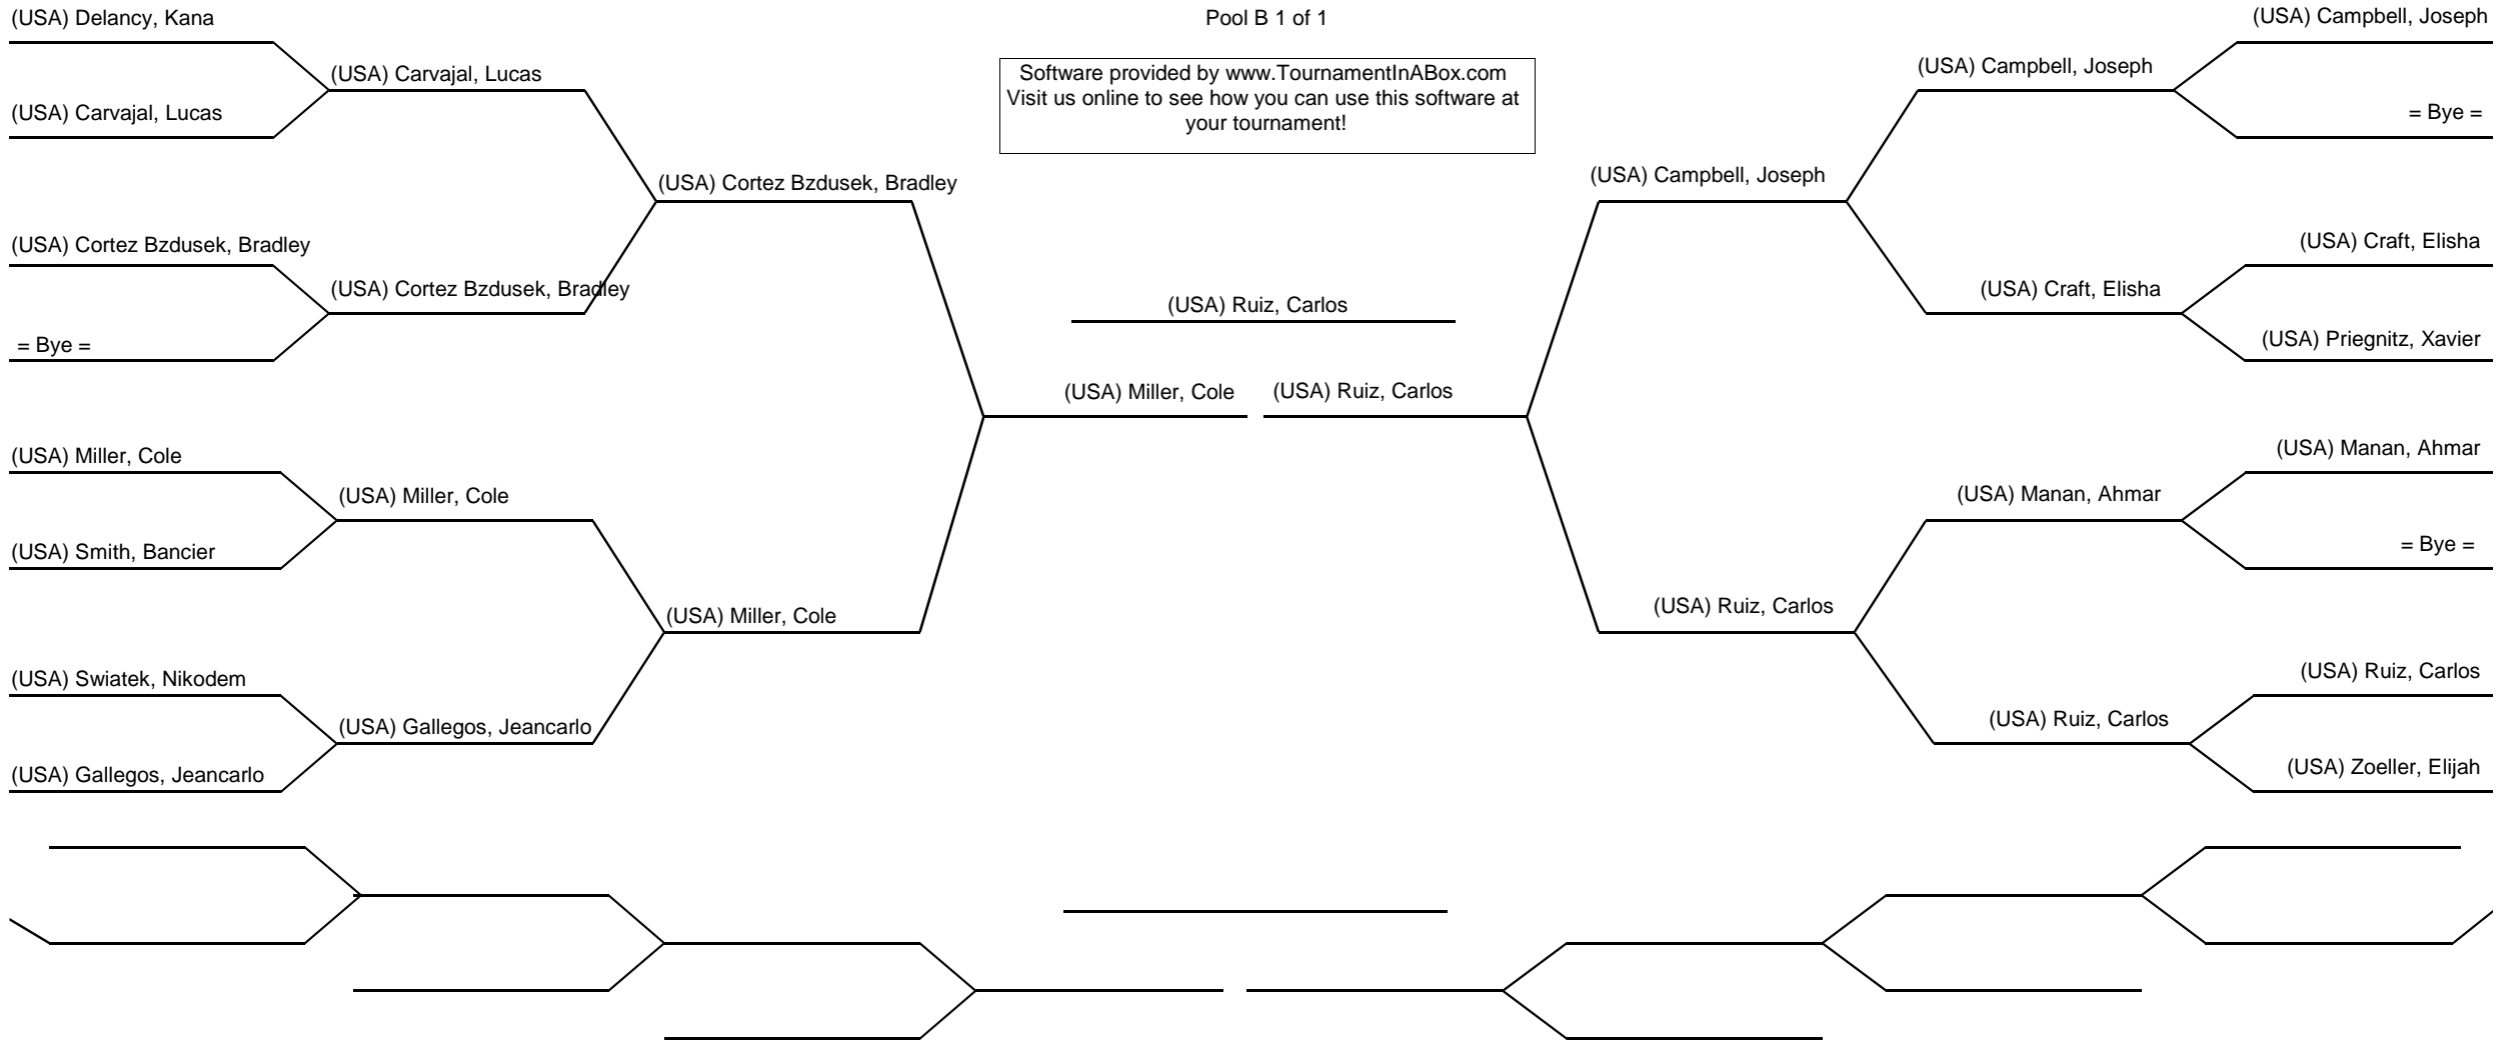 (USA) Delancy, Kana
(USA) Carvajal, Lucas
(USA) Cortez Bzdusek, Bradley
= Bye =
(USA) Miller, Cole
(USA) Smith, Bancier
(USA) Swiatek, Nikodem
(USA) Gallegos, Jeancarlo
(USA) Carvajal, Lucas
(USA) Cortez Bzdusek, Bradley
(USA) Miller, Cole
(USA) Gallegos, Jeancarlo
(USA) Cortez Bzdusek, Bradley
(USA) Miller, Cole
Pool B 1 of 1
Software provided by www.TournamentInABox.com
Visit us online to see how you can use this software at
your tournament!
(USA) Ruiz, Carlos
(USA) Miller, Cole
(USA) Ruiz, Carlos
(USA) Campbell, Joseph
(USA) Ruiz, Carlos
(USA) Campbell, Joseph
(USA) Craft, Elisha
(USA) Manan, Ahmar
(USA) Ruiz, Carlos
(USA) Campbell, Joseph
= Bye =
(USA) Craft, Elisha
(USA) Priegnitz, Xavier
(USA) Manan, Ahmar
= Bye =
(USA) Ruiz, Carlos
(USA) Zoeller, Elijah